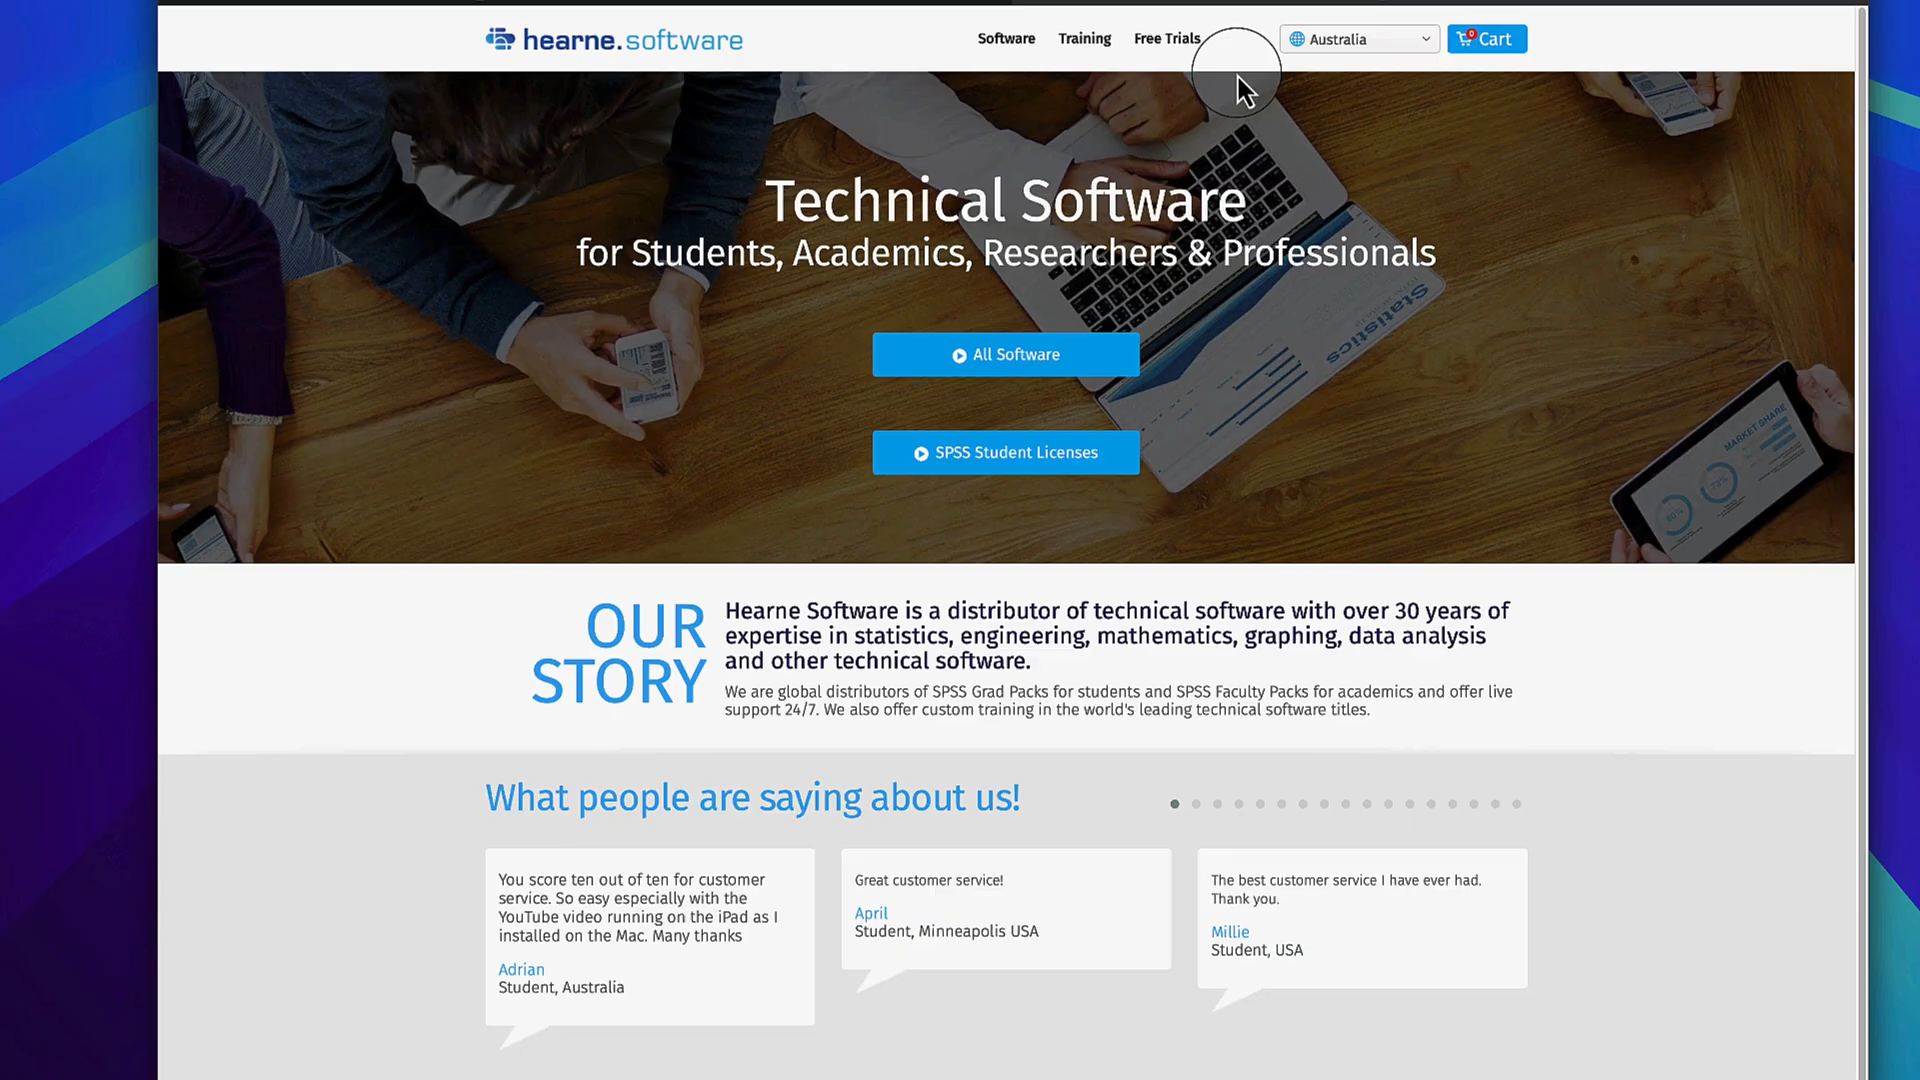 hearne.software
Software Training Free Trials Australia 0 Cart
Technical Software
for Students, Academics, Researchers & Professionals
Statistics
All Software
MARKET SHARE
SPSS Student Licenses
73%
60%
OUR
STORY
Hearne Software is a distributor of technical software with over 30 years of
expertise in statistics, engineering, mathematics, graphing, data analysis
and other technical software.
We are global distributors of SPSS Grad Packs for students and SPSS Faculty Packs for academics and offer live
support 24/7. We also offer custom training in the world's leading technical software titles.
What people are saying about us!
You score ten out of ten for customer
service. So easy especially with the
YouTube video running on the iPad as I
installed on the Mac. Many thanks
Adrian
Student, Australia
Great customer service!
April
Student, Minneapolis USA
The best customer service I have ever had.
Thank you.
Millie
Student, USA